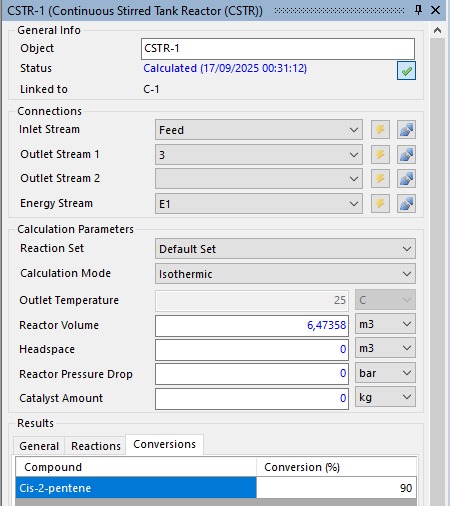 CSTR-1 (Continuous Stirred Tank Reactor (CSTR))
General Info
Object CSTR-1
Status Calculated (17/09/2025 00:31:12)
Linked to C-1
Connections
Inlet Stream Feed
Outlet Stream 1 3
Outlet Stream 2
Energy Stream E1
Calculation Parameters
Reaction Set Default Set
Calculation Mode Isothermic
Outlet Temperature 25 C
Reactor Volume 6,47358 m3
Headspace 0 m3
Reactor Pressure Drop 0 bar
Catalyst Amount 0 kg
Results
General Reactions Conversions
Compound Conversion (%)
Cis-2-pentene 90